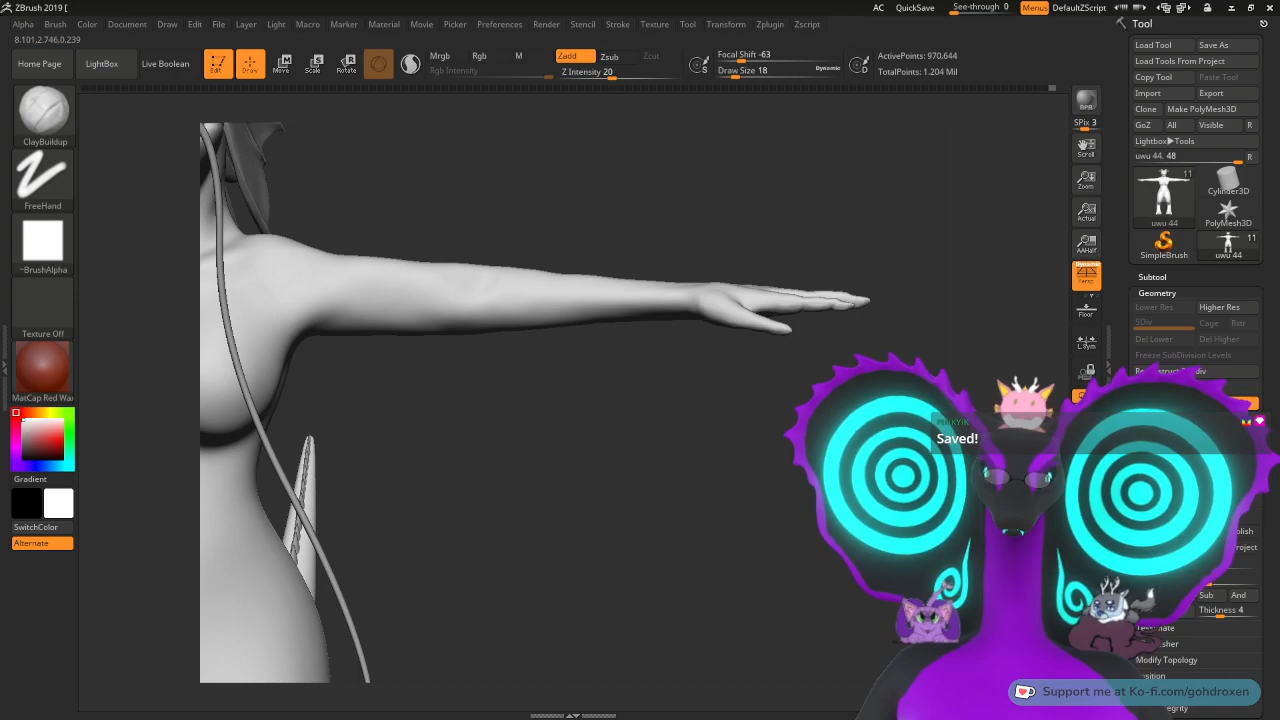 ZBrush 2019 [
AC QuickSave See-through 0 Menus DefaultZScript
Alpha Brush Color Document Draw Edit File Layer Light Macro Marker Material Movie Picker Preferences Render Stencil Stroke Texture Tool Transform Zplugin Zscript
8.101,2.746,0.239
Home Page LightBox Live Boolean Edit Draw Move Scale Rotate
Mrgb Rgb M
Rgb Intensity
Zadd Zsub Zcut
Z Intensity 20
Focal Shift -63
Draw Size 18 Dynamic
S
D
ActivePoints: 970,644
TotalPoints: 1.204 Mil
ClayBuildup
FreeHand
~BrushAlpha
Texture Off
MatCap Red Wax
Gradient
SwitchColor
Alternate
BPR
SPix 3
Scroll
Zoom
Actual
AAHalf
Dynamic
Persp
Floor
L.Sym
Tool
Load Tool Save As
Load Tools From Project
Copy Tool Paste Tool
Import Export
Clone Make PolyMesh3D
GoZ All Visible R
Lightbox▶Tools
uwu 44. 48 R
11
uwu 44
Cylinder3D
PolyMesh3D
SimpleBrush
11
uwu 44
Subtool
Geometry
Lower Res Higher Res
SDiv Cage Rstr
Del Lower Del Higher
Freeze SubDivision Levels
Saved!
Sub And
Thickness 4
Modify Topology
Support me at Ko-fi.com/gohdroxen